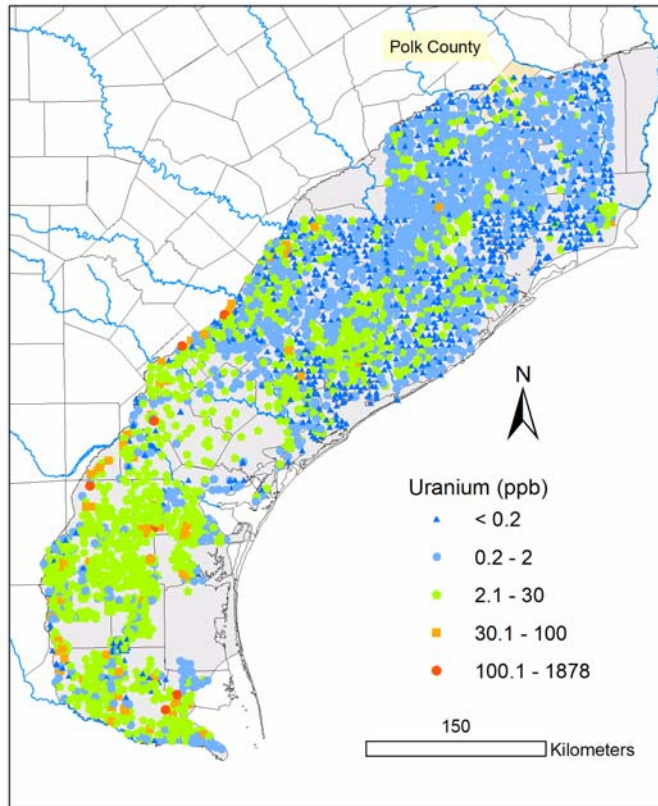 Polk County
N
Uranium (ppb)
< 0.2
0.2 - 2
2.1 - 30
30.1 - 100
100.1 - 1878
150
Kilometers